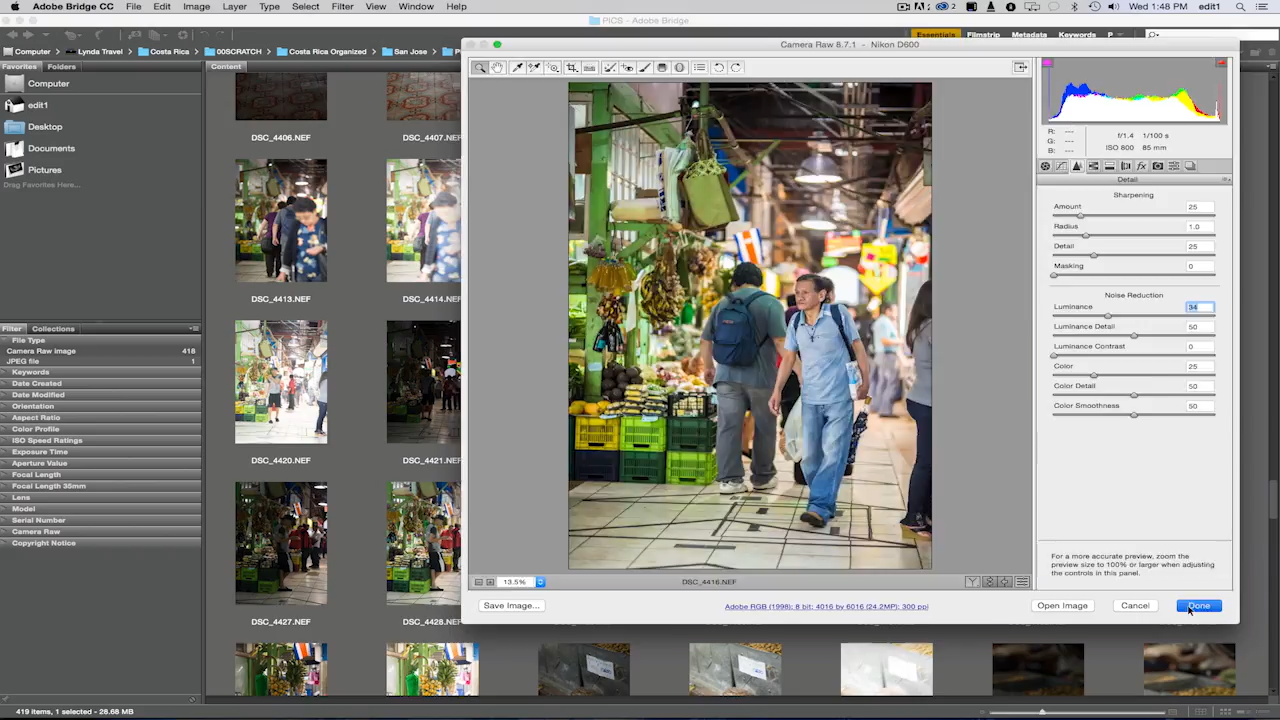 Adobe Bridge CC File Edit Image Layer Type Select Filter View Window Help
2
Wed 1:48 PM edit1
PICS – Adobe Bridge
Computer Lynda Travel Costa Rica 00SCRATCH Costa Rica Organized San Jose
Essentials Filmstrip Metadata Keywords P
Favorites Folders
Content
Computer
edit1
Desktop
Documents
Pictures
Drag Favorites Here...
Filter Collections
File Type
Camera Raw image 418
JPEG file 1
Keywords
Date Created
Date Modified
Orientation
Aspect Ratio
Color Profile
ISO Speed Ratings
Exposure Time
Aperture Value
Focal Length
Focal Length 35mm
Lens
Model
Serial Number
Camera Raw
Copyright Notice
DSC_4406.NEF DSC_4407.NEF
DSC_4413.NEF DSC_4414.NEF
DSC_4420.NEF DSC_4421.NEF
DSC_4427.NEF DSC_4428.NEF
Camera Raw 8.7.1 - Nikon D600
R: ---
G: ---
B: ---
f/1.4 1/100 s
ISO 800 85 mm
Detail
Sharpening
Amount 25
Radius 1.0
Detail 25
Masking 0
Noise Reduction
Luminance 34
Luminance Detail 50
Luminance Contrast 0
Color 25
Color Detail 50
Color Smoothness 50
For a more accurate preview, zoom the
preview size to 100% or larger when adjusting
the controls in this panel.
13.5%
DSC_4416.NEF
Save Image...
Adobe RGB (1998); 8 bit; 4016 by 6016 (24.2MP); 300 ppi
Open Image Cancel Done
419 items, 1 selected - 28.68 MB